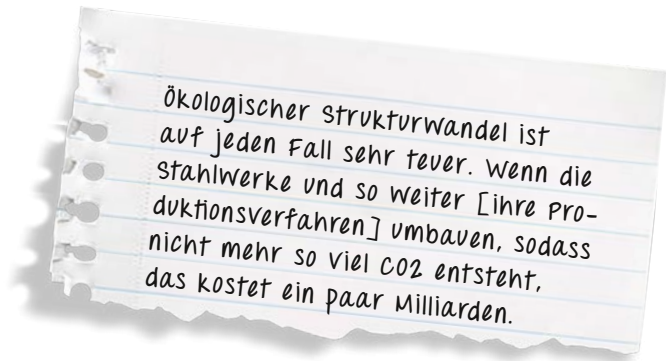 Ökologischer Strukturwandel ist
auf jeden Fall sehr teuer. Wenn die
Stahlwerke und so weiter [ihre Pro-
duktionsverfahren] umbauen, sodass
nicht mehr so viel CO2 entsteht,
das kostet ein paar Milliarden.